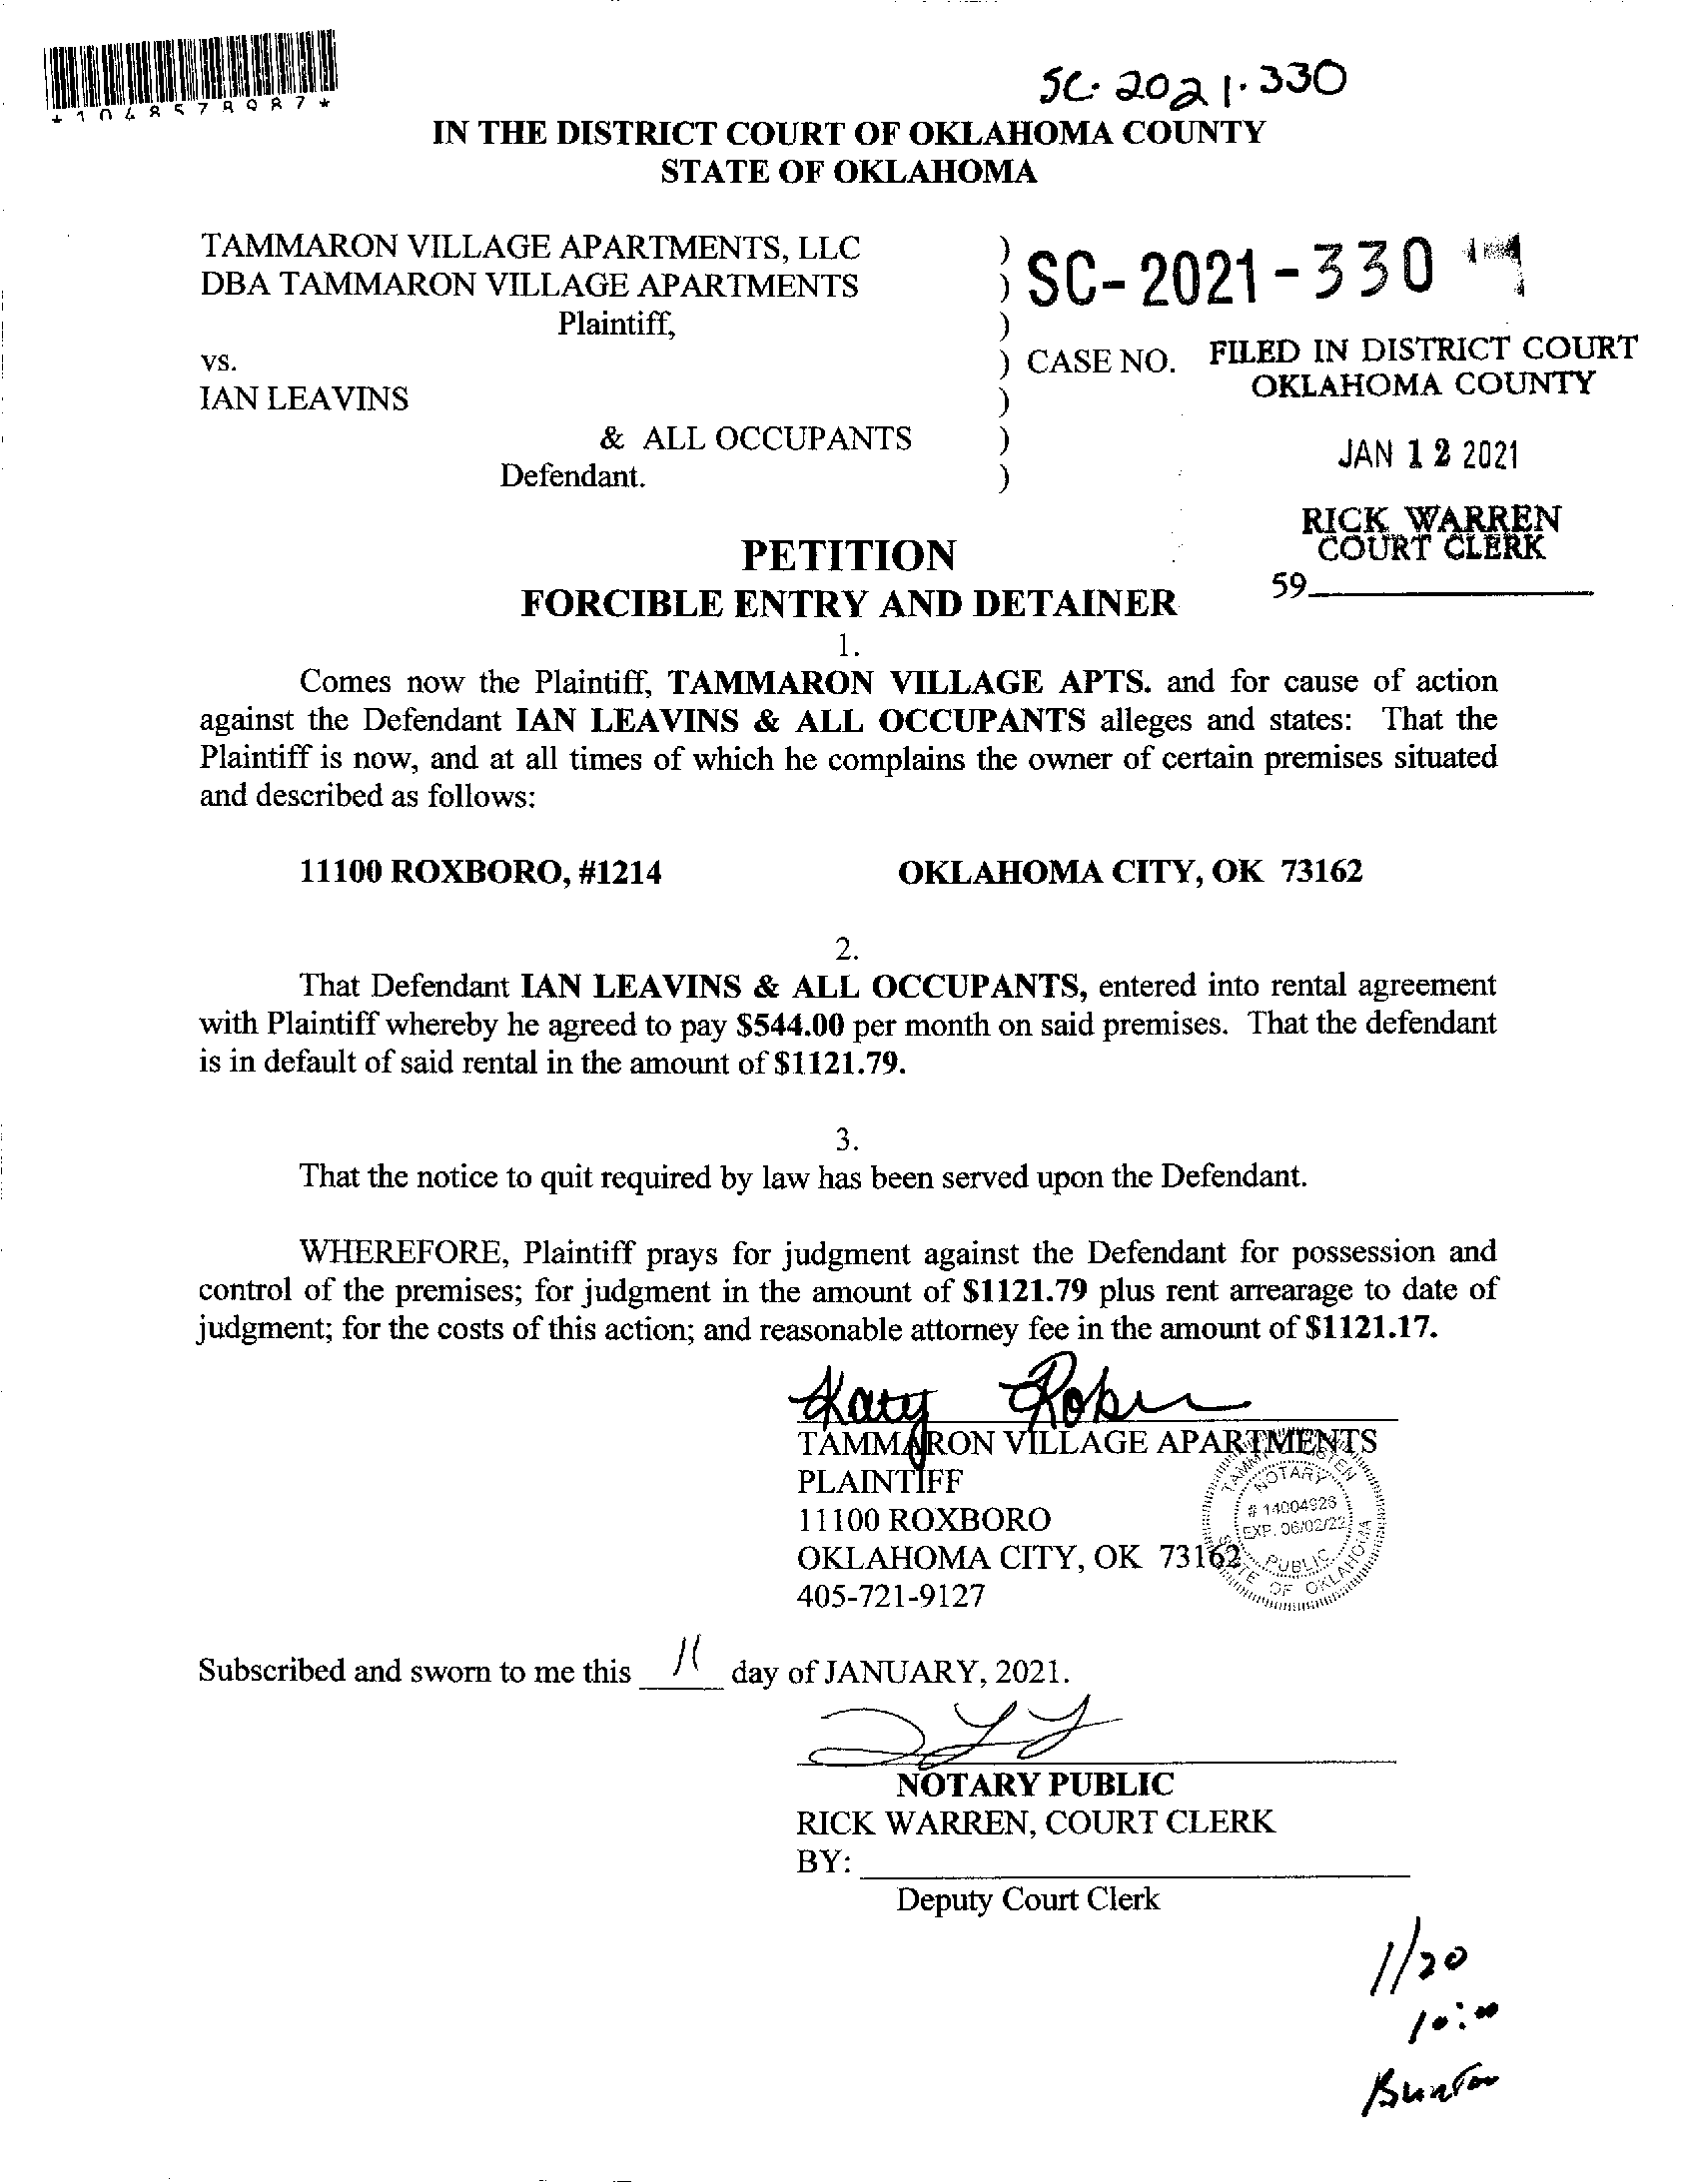 SC-2021-330
*1048578987*
IN THE DISTRICT COURT OF OKLAHOMA COUNTY
STATE OF OKLAHOMA
TAMMARON VILLAGE APARTMENTS, LLC )
DBA TAMMARON VILLAGE APARTMENTS ) SC-2021-330
Plaintiff, )
vs. ) CASE NO. FILED IN DISTRICT COURT
OKLAHOMA COUNTY
IAN LEAVINS )
& ALL OCCUPANTS )
JAN 12 2021
Defendant. )
RICK WARREN
COURT CLERK
59
PETITION
FORCIBLE ENTRY AND DETAINER
1.
Comes now the Plaintiff, TAMMARON VILLAGE APTS. and for cause of action
against the Defendant IAN LEAVINS & ALL OCCUPANTS alleges and states: That the
Plaintiff is now, and at all times of which he complains the owner of certain premises situated
and described as follows:
11100 ROXBORO, #1214 OKLAHOMA CITY, OK 73162
2.
That Defendant IAN LEAVINS & ALL OCCUPANTS, entered into rental agreement
with Plaintiff whereby he agreed to pay $544.00 per month on said premises. That the defendant
is in default of said rental in the amount of $1121.79.
3.
That the notice to quit required by law has been served upon the Defendant.
WHEREFORE, Plaintiff prays for judgment against the Defendant for possession and
control of the premises; for judgment in the amount of $1121.79 plus rent arrearage to date of
judgment; for the costs of this action; and reasonable attorney fee in the amount of $1121.17.
Katy
TAMMARON VILLAGE APARTMENTS
PLAINTIFF
11100 ROXBORO
OKLAHOMA CITY, OK 73162
405-721-9127
NOTARY
# 14004926
EXP. 06/02/22
PUBLIC
STATE OF OKLAHOMA
Subscribed and sworn to me this 11 day of JANUARY, 2021.
NOTARY PUBLIC
RICK WARREN, COURT CLERK
BY:
Deputy Court Clerk
1/20
10:00
Burton